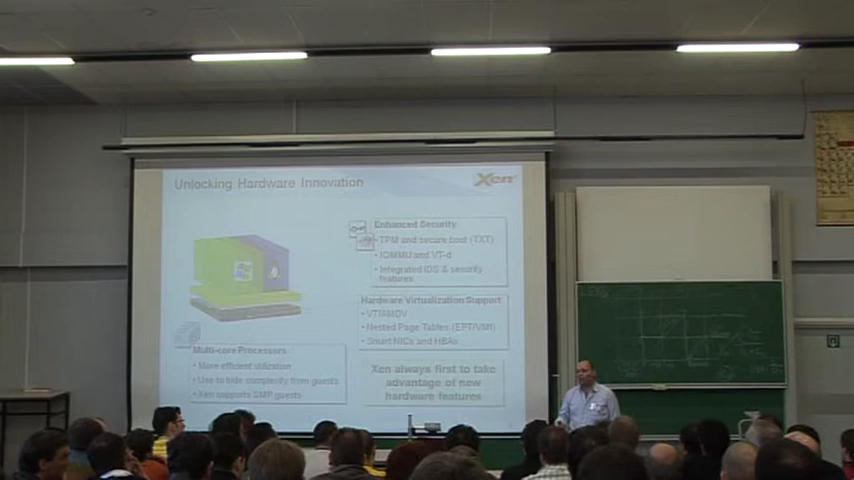 Unlocking Hardware Innovation
Xen
Enhanced Security
• TPM and secure boot (TXT)
• IOMMU and VT-d
• Integrated IDS & security
features
Hardware Virtualization Support
• VT/AMDV
• Nested Page Tables (EPT/VMI)
• Smart NICs and HBAs
Multi-core Processors
• More efficient utilization
• Use to hide complexity from guests
• Xen supports SMP guests
Xen always first to take
advantage of new
hardware features